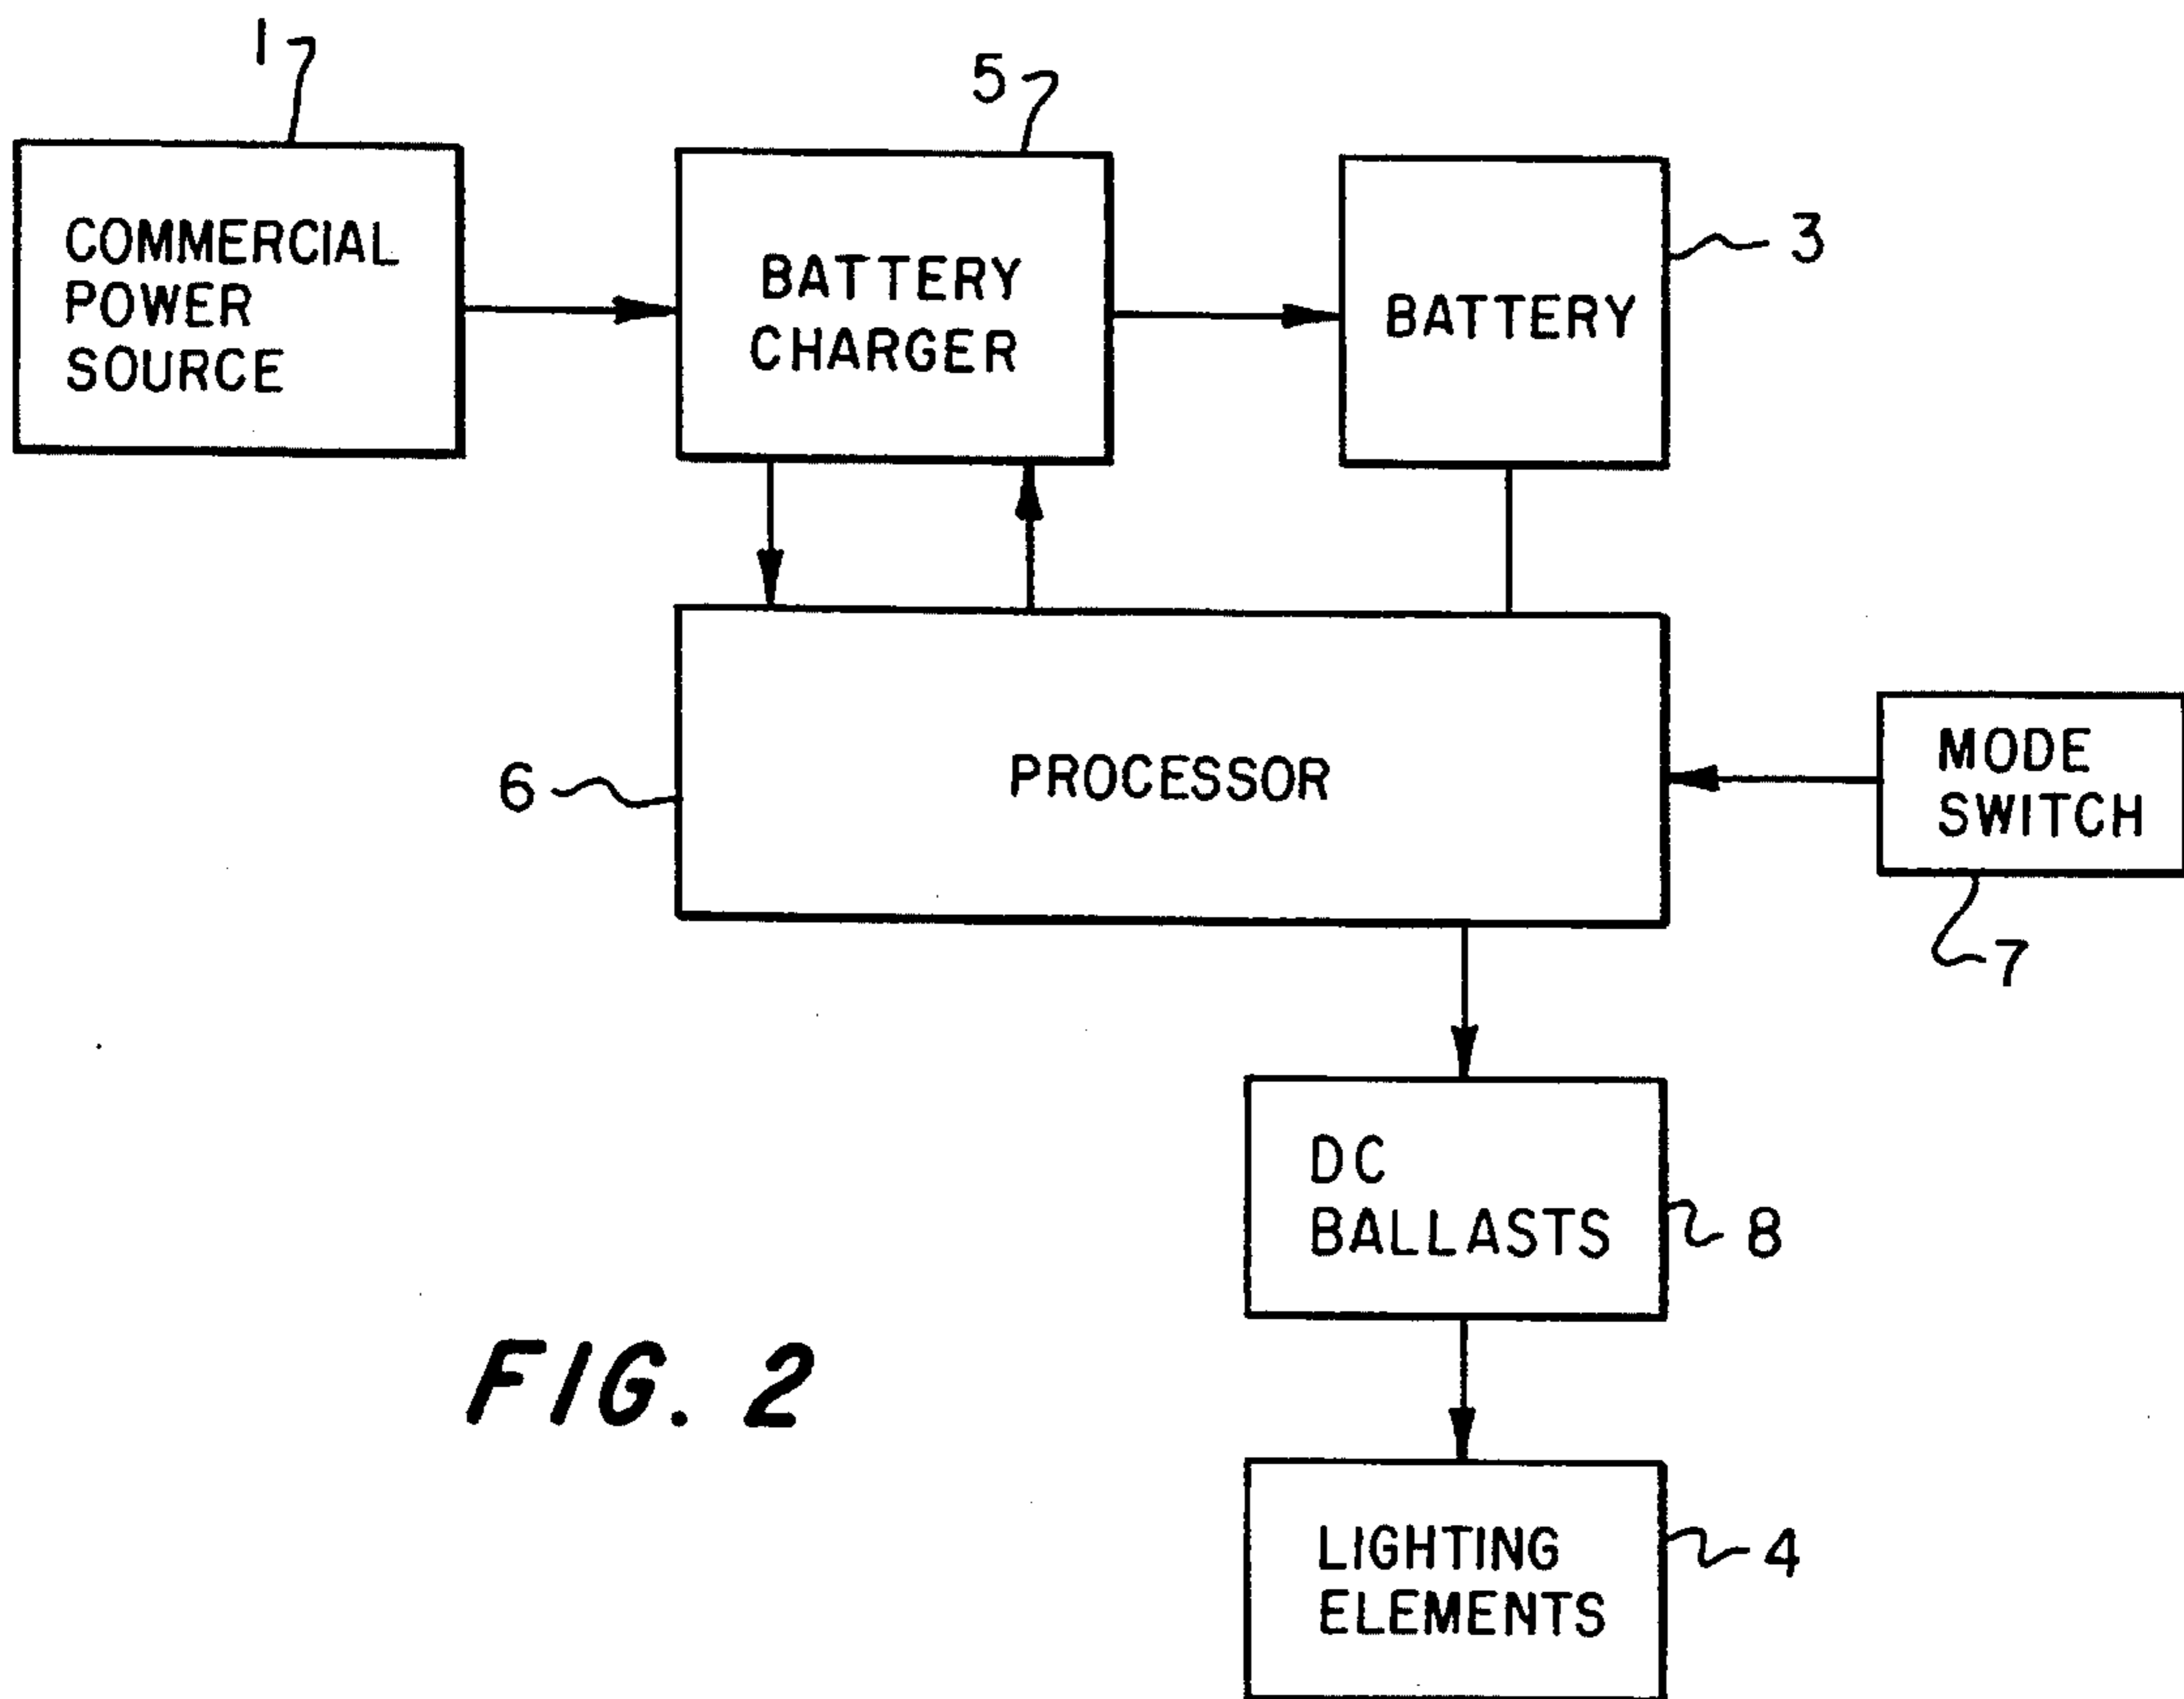 1
5
COMMERCIAL
POWER
SOURCE
BATTERY
CHARGER
BATTERY
3
6
PROCESSOR
MODE
SWITCH
7
DC
BALLASTS
8
FIG. 2
LIGHTING
ELEMENTS
4